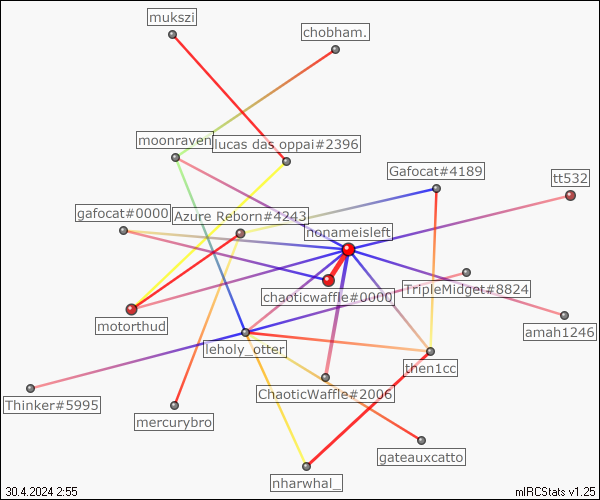 mukszi
chobham.
moonraven
lucas das oppai#2396
Gafocat#4189
tt532
gafocat#0000
Azure Reborn#4243
nonameisleft
chaoticwaffle#0000
TripleMidget#8824
motorthud
amah1246
leholy_otter
then1cc
ChaoticWaffle#2006
Thinker#5995
mercurybro
gateauxcatto
nharwhal_
30.4.2024 2:55
mIRCStats v1.25